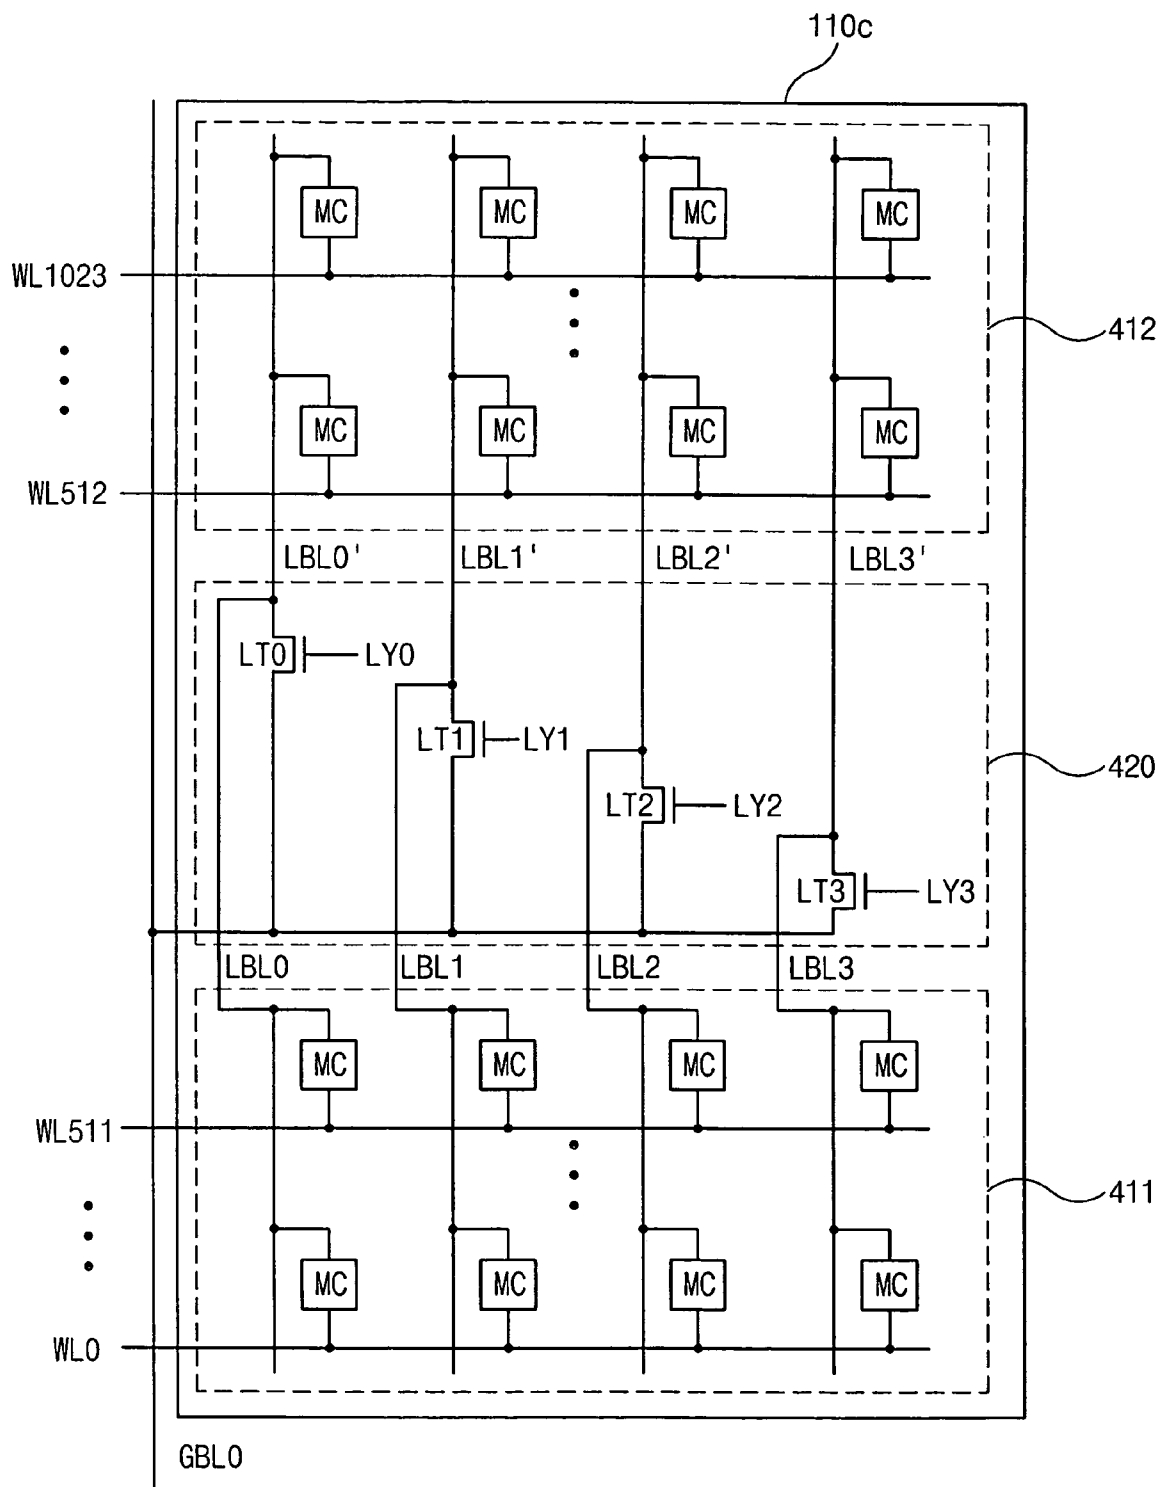 110c
MC MC MC MC
WL1023
412
MC MC MC MC
WL512
LBL0' LBL1' LBL2' LBL3'
LT0 LY0
LT1 LY1
420
LT2 LY2
LT3 LY3
LBL0 LBL1 LBL2 LBL3
MC MC MC MC
WL511
411
MC MC MC MC
WL0
GBL0